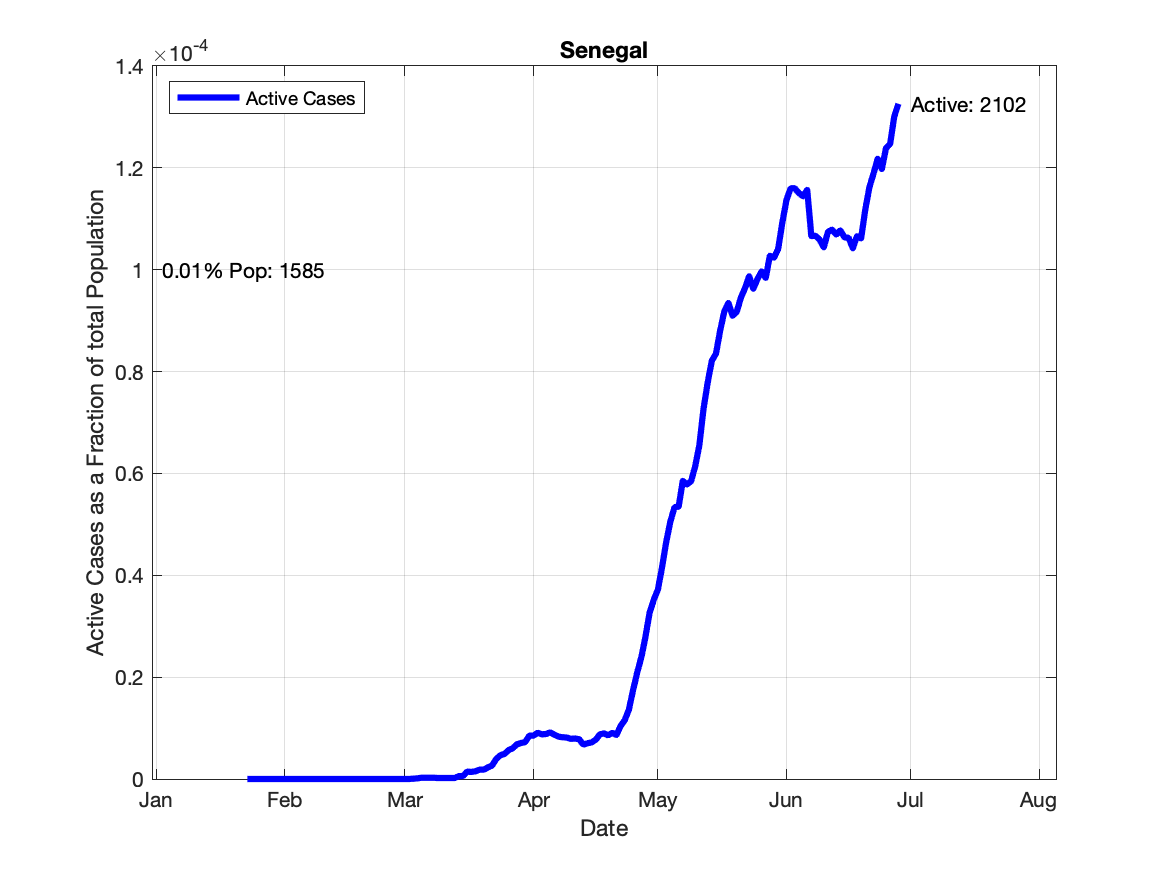 Senegal
×10-4
Active Cases
Active: 2102
0.01% Pop: 1585
Active Cases as a Fraction of total Population
1.4
1.2
1
0.8
0.6
0.4
0.2
0
Jan Feb Mar Apr May Jun Jul Aug
Date